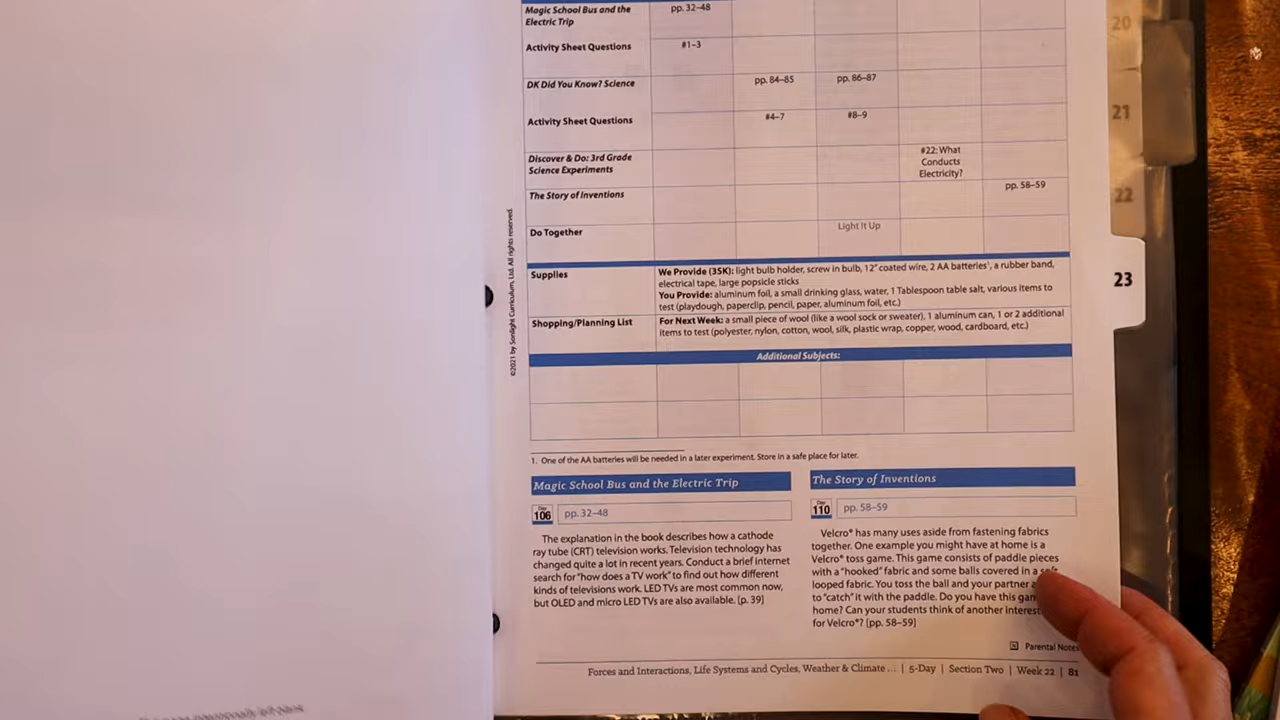 Magic School Bus and the
Electric Trip
pp. 32–48
Activity Sheet Questions
#1–3
DK Did You Know? Science
pp. 84–85
pp. 86–87
Activity Sheet Questions
#4–7
#8–9
Discover & Do: 3rd Grade
Science Experiments
#22: What
Conducts
Electricity?
The Story of Inventions
pp. 58–59
Do Together
Light It Up
Supplies
We Provide (3SK): light bulb holder, screw in bulb, 12" coated wire, 2 AA batteries¹, a rubber band,
electrical tape, large popsicle sticks
You Provide: aluminum foil, a small drinking glass, water, 1 Tablespoon table salt, various items to
test (playdough, paperclip, pencil, paper, aluminum foil, etc.)
Shopping/Planning List
For Next Week: a small piece of wool (like a wool sock or sweater), 1 aluminum can, 1 or 2 additional
items to test (polyester, nylon, cotton, wool, silk, plastic wrap, copper, wood, cardboard, etc.)
Additional Subjects:
1. One of the AA batteries will be needed in a later experiment. Store in a safe place for later.
Magic School Bus and the Electric Trip
Day
106
pp. 32–48
The explanation in the book describes how a cathode
ray tube (CRT) television works. Television technology has
changed quite a lot in recent years. Conduct a brief internet
search for "how does a TV work" to find out how different
kinds of televisions work. LED TVs are most common now,
but OLED and micro LED TVs are also available. [p. 39]
The Story of Inventions
Day
110
pp. 58–59
Velcro® has many uses aside from fastening fabrics
together. One example you might have at home is a
Velcro® toss game. This game consists of paddle pieces
with a "hooked" fabric and some balls covered in a
looped fabric. You toss the ball and your partner
to "catch" it with the paddle. Do you have this
home? Can your students think of another
for Velcro®? [pp. 58–59]
N Parental Notes
Forces and Interactions, Life Systems and Cycles, Weather & Climate ... | 5-Day | Section Two | Week 22 | 81
©2021 by Sonlight Curriculum, Ltd. All rights reserved.
20
21
22
23